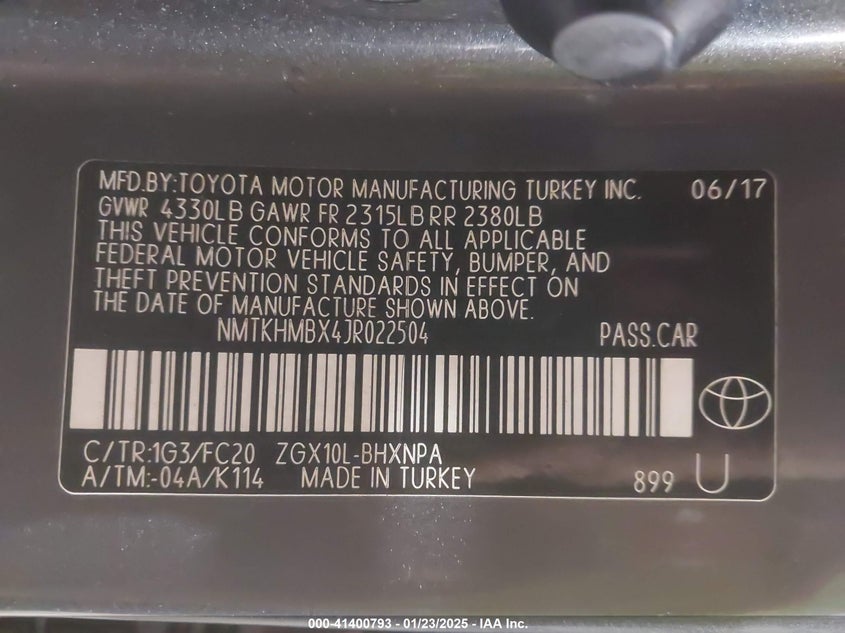 MFD.BY:TOYOTA MOTOR MANUFACTURING TURKEY INC. 06/17
GVWR 4330LB GAWR FR 2315LB RR 2380LB
THIS VEHICLE CONFORMS TO ALL APPLICABLE
FEDERAL MOTOR VEHICLE SAFETY, BUMPER, AND
THEFT PREVENTION STANDARDS IN EFFECT ON
THE DATE OF MANUFACTURE SHOWN ABOVE.
NMTKHMBX4JR022504 PASS.CAR
C/TR:1G3/FC20 ZGX10L-BHXNPA
A/TM:-04A/K114 MADE IN TURKEY 899 U
000-41400793 - 01/23/2025 - IAA Inc.